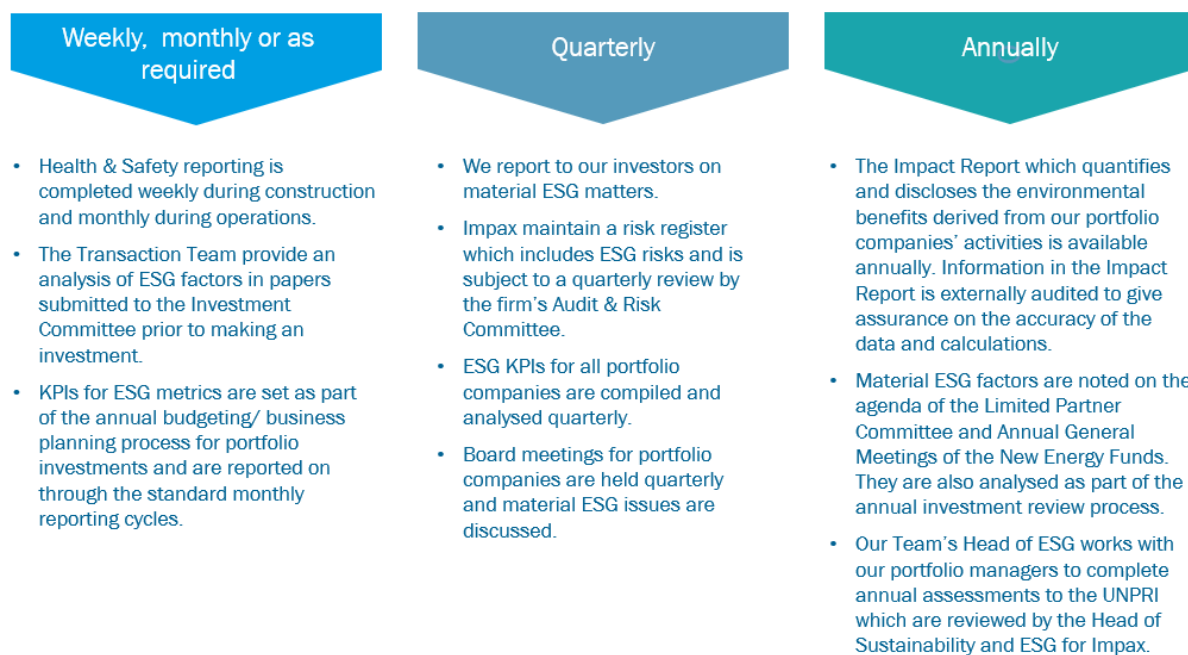 Weekly,  monthly or as
required
• Health & Safety reporting is
completed weekly during construction
and monthly during operations.
• The Transaction Team provide an
analysis of ESG factors in papers
submitted to the Investment
Committee prior to making an
investment.
• KPIs for ESG metrics are set as part
of the annual budgeting/ business
planning process for portfolio
investments and are reported on
through the standard monthly
reporting cycles.
Quarterly
• We report to our investors on
material ESG matters.
• Impax maintain a risk register
which includes ESG risks and is
subject to a quarterly review by
the firm's Audit & Risk
Committee.
• ESG KPIs for all portfolio
companies are compiled and
analysed quarterly.
• Board meetings for portfolio
companies are held quarterly
and material ESG issues are
discussed.
Annually
• The Impact Report which quantifies
and discloses the environmental
benefits derived from our portfolio
companies' activities is available
annually. Information in the Impact
Report is externally audited to give
assurance on the accuracy of the
data and calculations.
• Material ESG factors are noted on the
agenda of the Limited Partner
Committee and Annual General
Meetings of the New Energy Funds.
They are also analysed as part of the
annual investment review process.
• Our Team's Head of ESG works with
our portfolio managers to complete
annual assessments to the UNPRI
which are reviewed by the Head of
Sustainability and ESG for Impax.